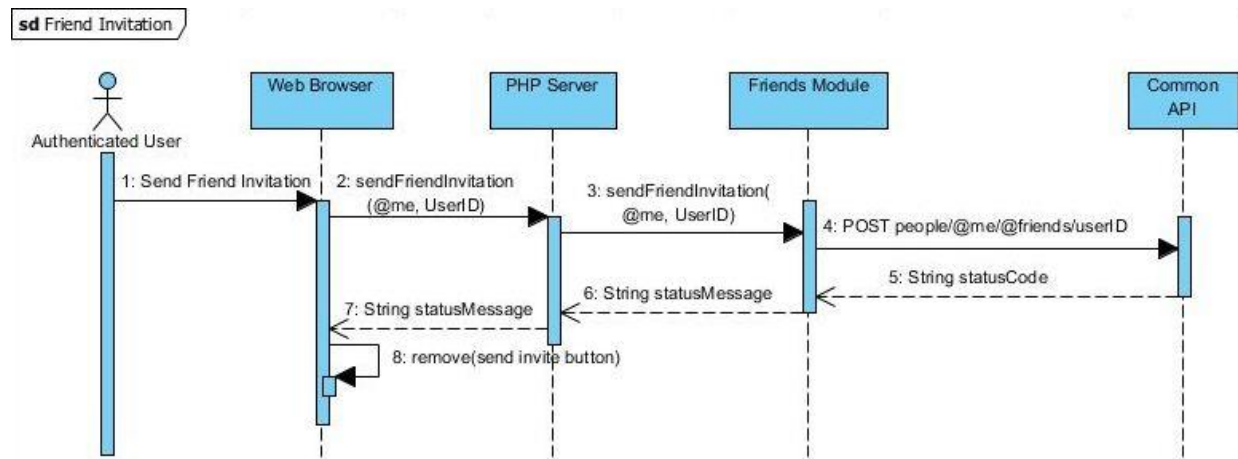 sd Friend Invitation
Web Browser
PHP Server
Friends Module
Common
API
Authenticated User
1: Send Friend Invitation
2: sendFriendInvitation
(@me, UserID)
3: sendFriendInvitation(
@me, UserID)
4: POST people/@me/@friends/userID
5: String statusCode
6: String statusMessage
7: String statusMessage
8: remove(send invite button)